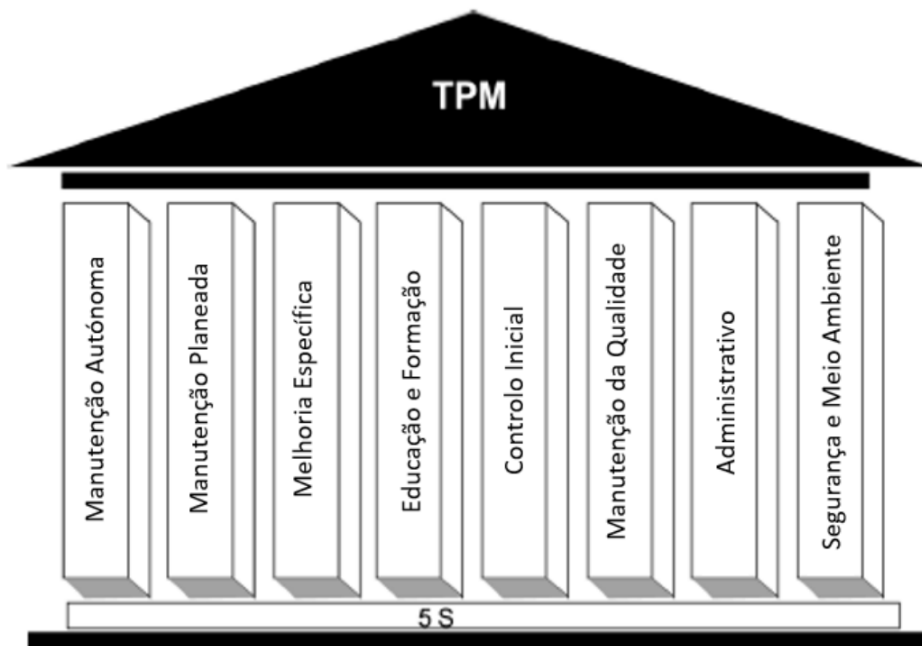 TPM
Manutenção Autónoma
Manutenção Planeada
Melhoria Específica
Educação e Formação
Controlo Inicial
Manutenção da Qualidade
Administrativo
Segurança e Meio Ambiente
5 S